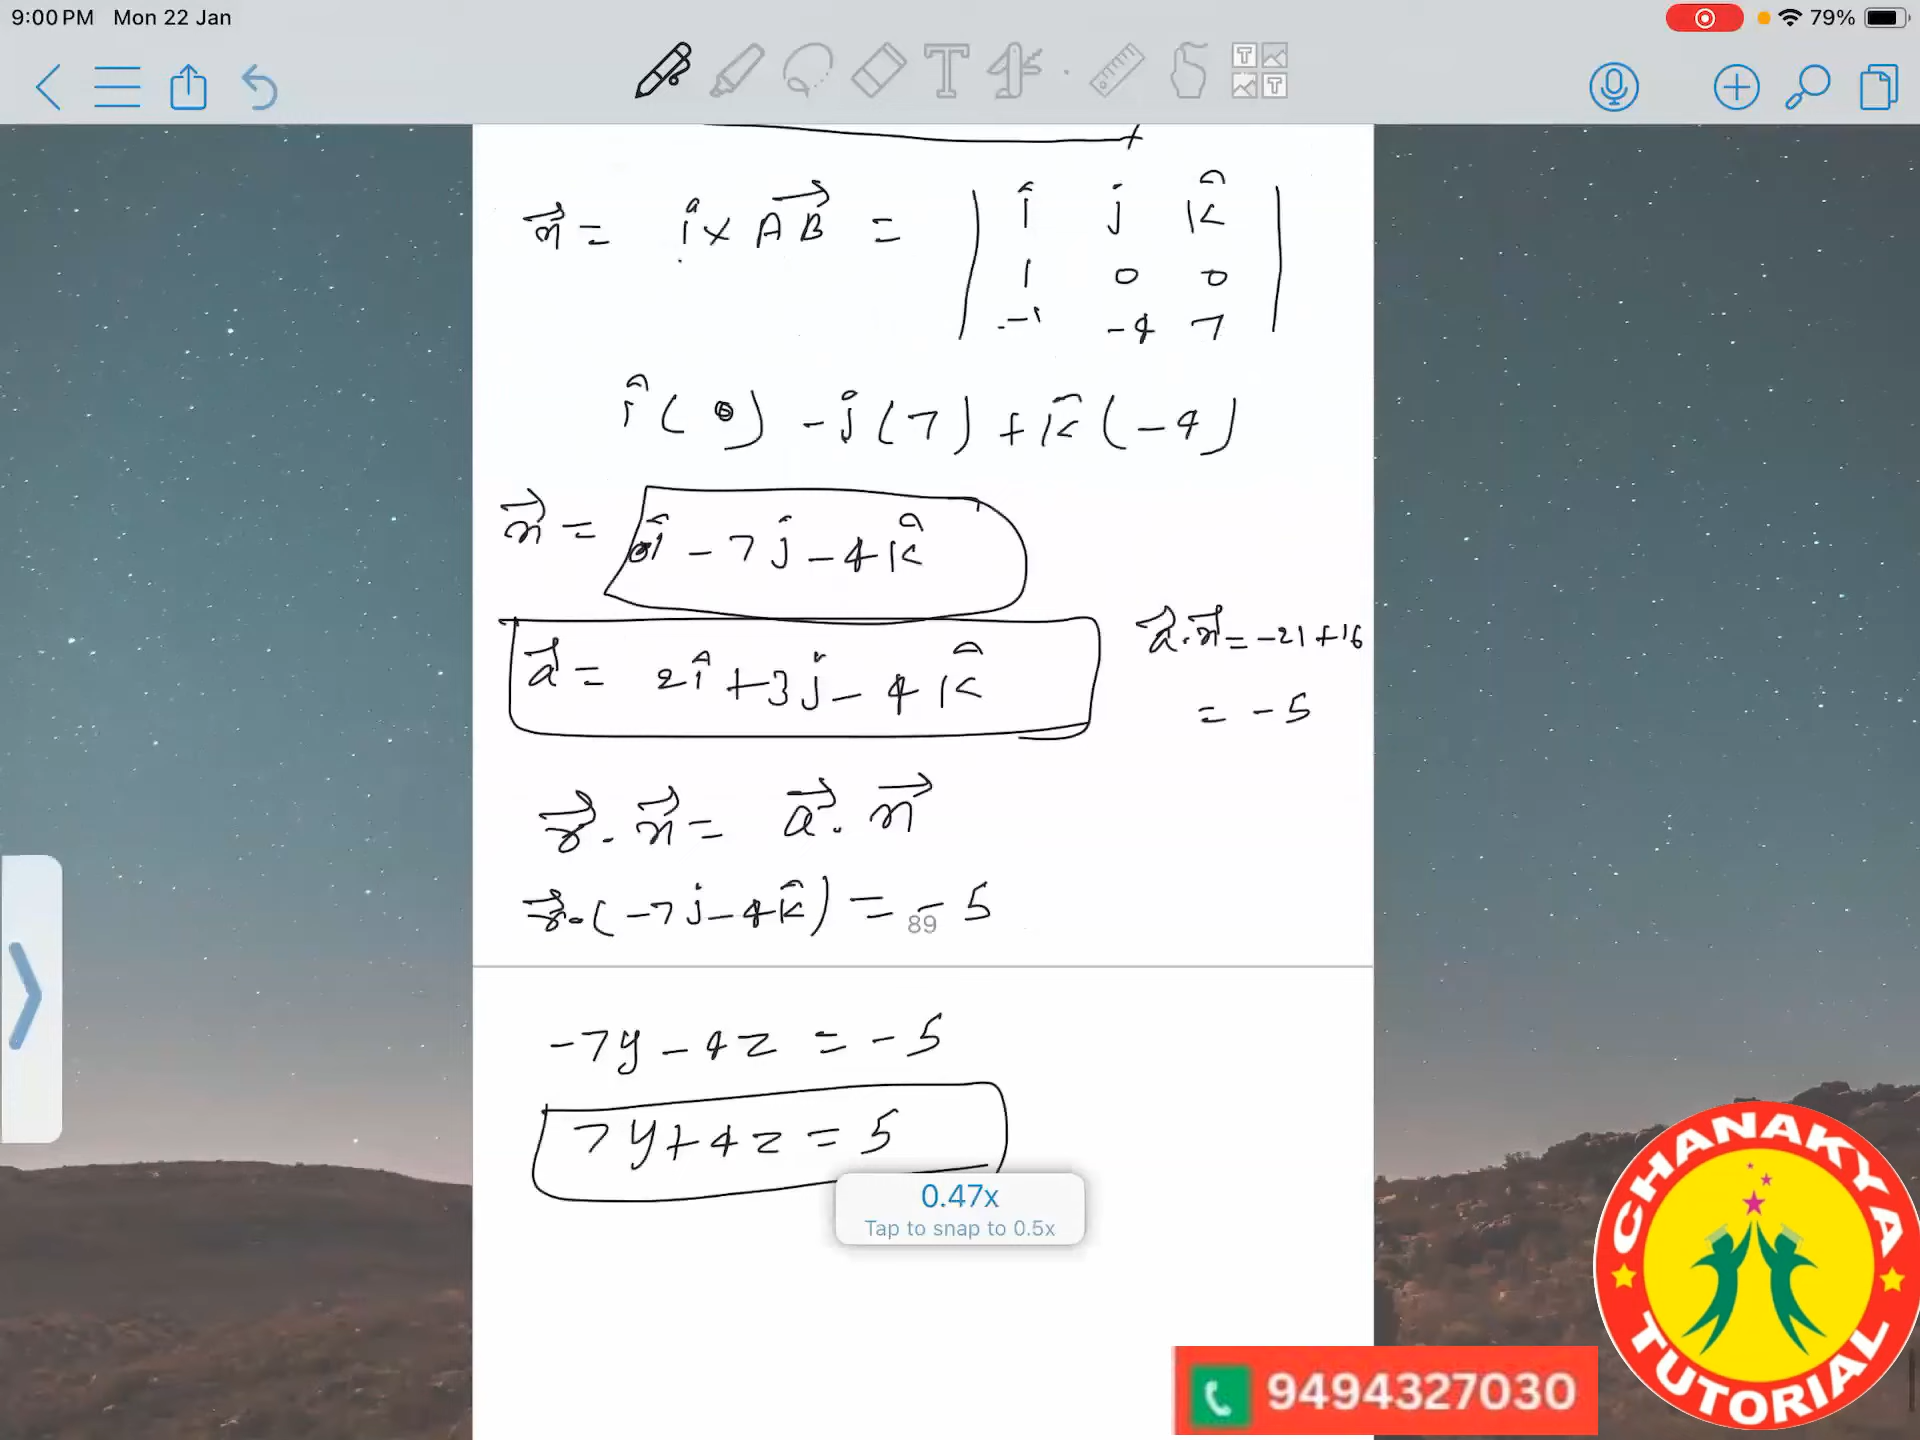 9:00 PM Mon 22 Jan
79%
n⃗ = î × AB⃗ = | î ĵ k̂ |
| 1 0 0 |
| -1 -4 7 |
î(0) - ĵ(7) + k̂(-4)
n⃗ = 0î - 7ĵ - 4k̂
a⃗ = 2î + 3ĵ - 4k̂
a⃗.n⃗ = -21+16
= -5
r⃗.n⃗ = a⃗.n⃗
r⃗.(-7ĵ-4k̂) = -5
89
-7y - 4z = -5
7y+4z = 5
0.47x
Tap to snap to 0.5x
CHANAKYA
TUTORIAL
9494327030